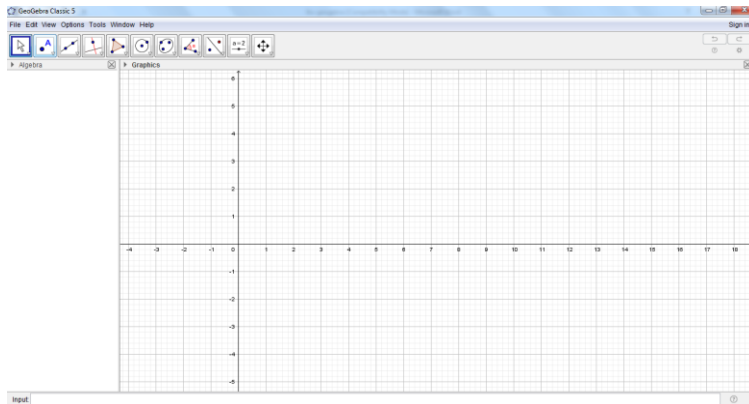 GeoGebra Classic 5
File Edit View Options Tools Window Help
Sign in
A
a=2
Algebra
Graphics
6
5
4
3
2
1
-4 -3 -2 -1 0 1 2 3 4 5 6 7 8 9 10 11 12 13 14 15 16 17 18
-1
-2
-3
-4
-5
Input: